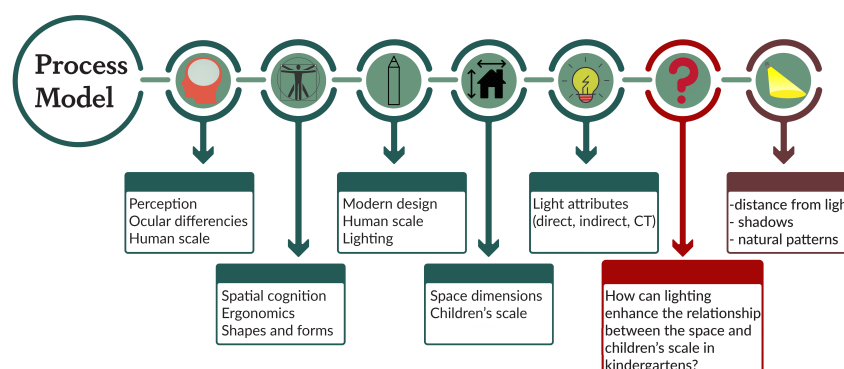 Process
Model
Perception
Ocular differencies
Human scale
Spatial cognition
Ergonomics
Shapes and forms
Modern design
Human scale
Lighting
Space dimensions
Children's scale
Light attributes
(direct, indirect, CT)
How can lighting
enhance the relationship
between the space and
children's scale in
kindergartens?
-distance from ligh
- shadows
- natural patterns